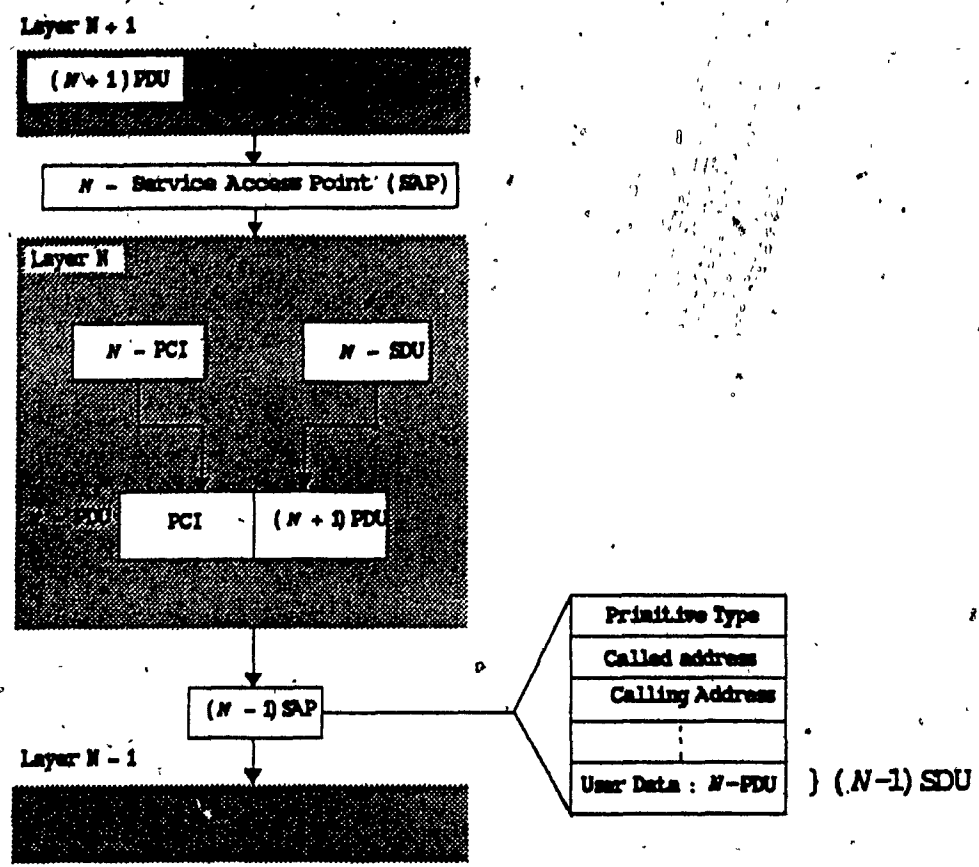 Layer N + 1
(N + 1) PDU
N - Service Access Point (SAP)
Layer N
N - PCI
N - SDU
PDU
PCI
(N + 1) PDU
Primitive Type
Called address
Calling Address
(N - 1) SAP
Layer N - 1
User Data : N-PDU
} (N-1) SDU